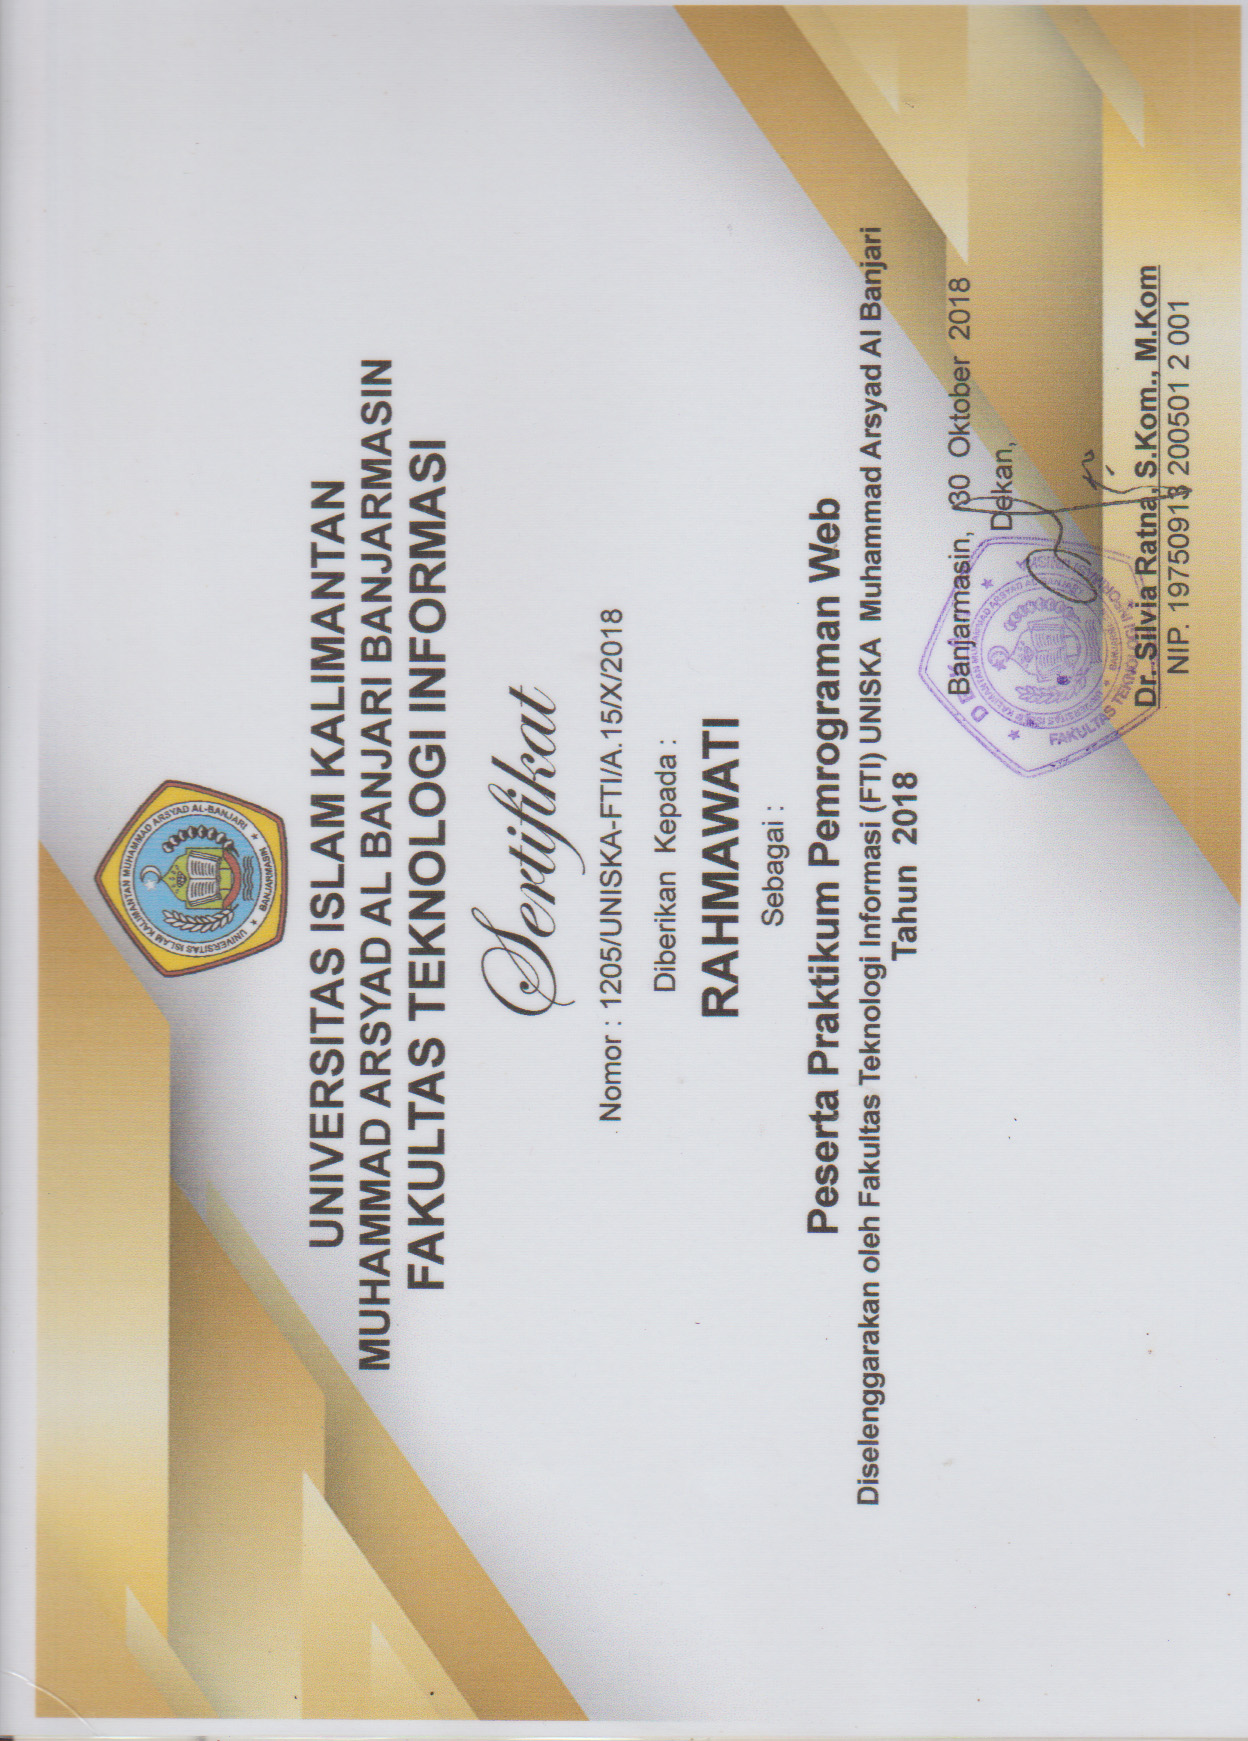 UNIVERSITAS ISLAM KALIMANTAN MUHAMMAD ARSYAD AL-BANJARI
BANJARMASIN
UNIVERSITAS ISLAM KALIMANTAN
MUHAMMAD ARSYAD AL BANJARI BANJARMASIN
FAKULTAS TEKNOLOGI INFORMASI
Sertifikat
Nomor : 1205/UNISKA-FTI/A.15/X/2018
Diberikan Kepada :
RAHMAWATI
Sebagai :
Peserta Praktikum Pemrograman Web
Diselenggarakan oleh Fakultas Teknologi Informasi (FTI) UNISKA Muhammad Arsyad Al Banjari
Tahun 2018
Banjarmasin, 30 Oktober 2018
Dekan,
FAKULTAS TEKNOLOGI INFORMASI
Dr. Silvia Ratna, S.Kom., M.Kom
NIP. 19750913 200501 2 001